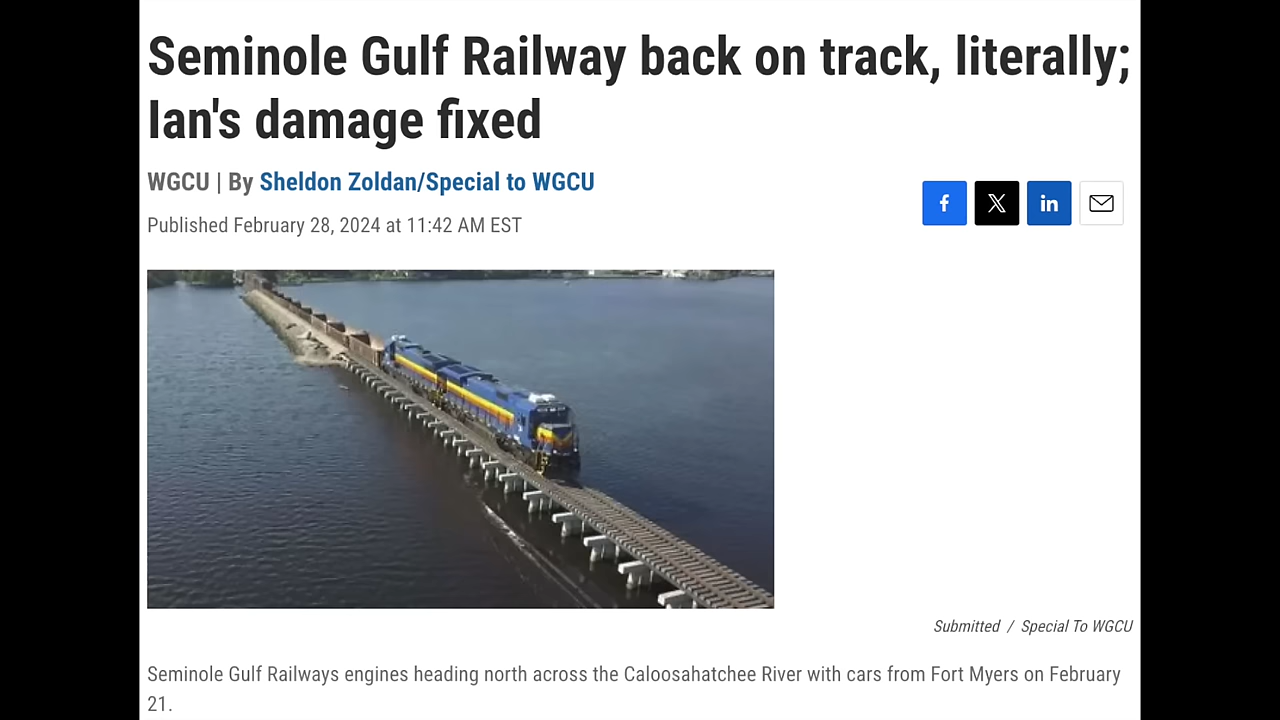 Seminole Gulf Railway back on track, literally;
Ian's damage fixed
WGCU | By Sheldon Zoldan/Special to WGCU
Published February 28, 2024 at 11:42 AM EST
f X in
Submitted / Special To WGCU
Seminole Gulf Railways engines heading north across the Caloosahatchee River with cars from Fort Myers on February
21.